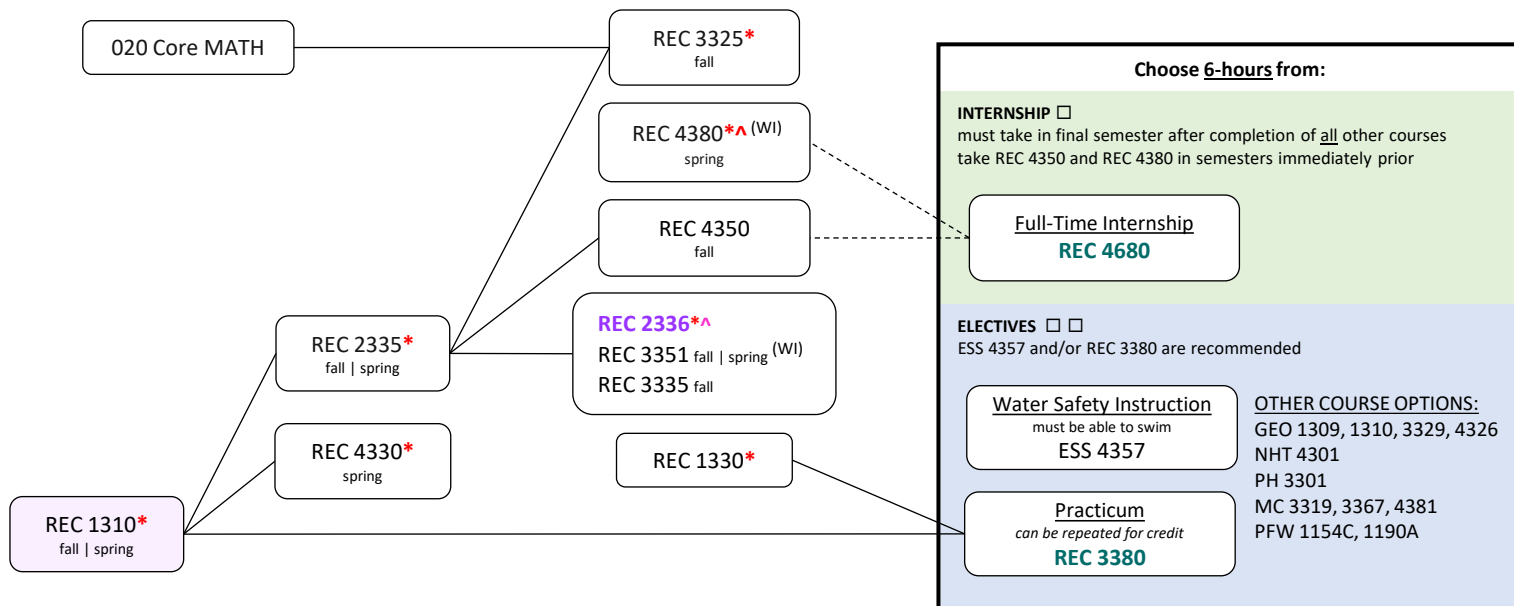 020 Core MATH
REC 3325*
fall
REC 4380*^ (WI)
spring
REC 4350
fall
REC 2336*^
REC 3351 fall | spring (WI)
REC 3335 fall
REC 2335*
fall | spring
REC 4330*
spring
REC 1330*
REC 1310*
fall | spring
Choose 6-hours from:
INTERNSHIP ☐
must take in final semester after completion of all other courses
take REC 4350 and REC 4380 in semesters immediately prior
Full-Time Internship
REC 4680
ELECTIVES ☐ ☐
ESS 4357 and/or REC 3380 are recommended
Water Safety Instruction
must be able to swim
ESS 4357
Practicum
can be repeated for credit
REC 3380
OTHER COURSE OPTIONS:
GEO 1309, 1310, 3329, 4326
NHT 4301
PH 3301
MC 3319, 3367, 4381
PFW 1154C, 1190A